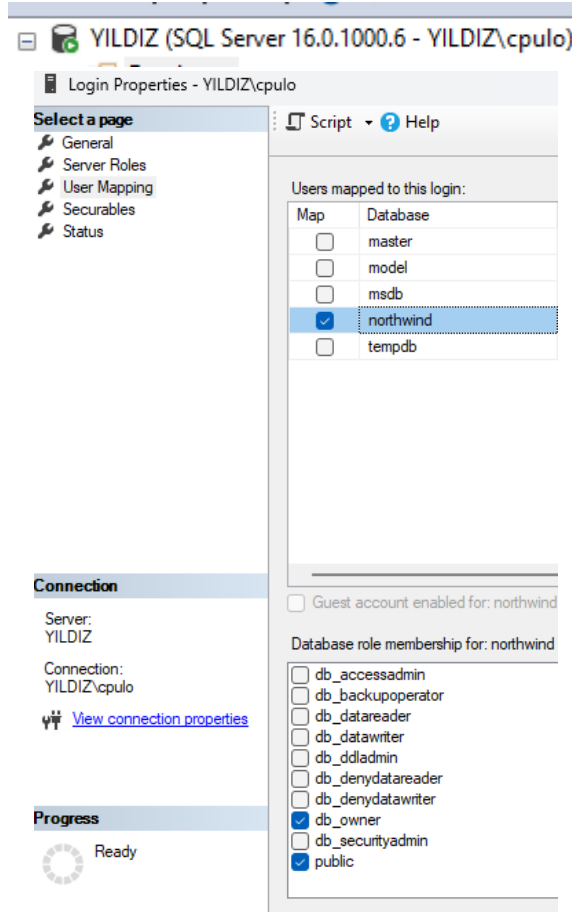 YILDIZ (SQL Server 16.0.1000.6 - YILDIZ\cpulo)
Login Properties - YILDIZ\cpulo
Select a page
General
Server Roles
User Mapping
Securables
Status
Script
Help
Users mapped to this login:
Map Database
master
model
msdb
northwind
tempdb
Guest account enabled for: northwind
Database role membership for: northwind
db_accessadmin
db_backupoperator
db_datareader
db_datawriter
db_ddladmin
db_denydatareader
db_denydatawriter
db_owner
db_securityadmin
public
Connection
Server:
YILDIZ
Connection:
YILDIZ\cpulo
View connection properties
Progress
Ready